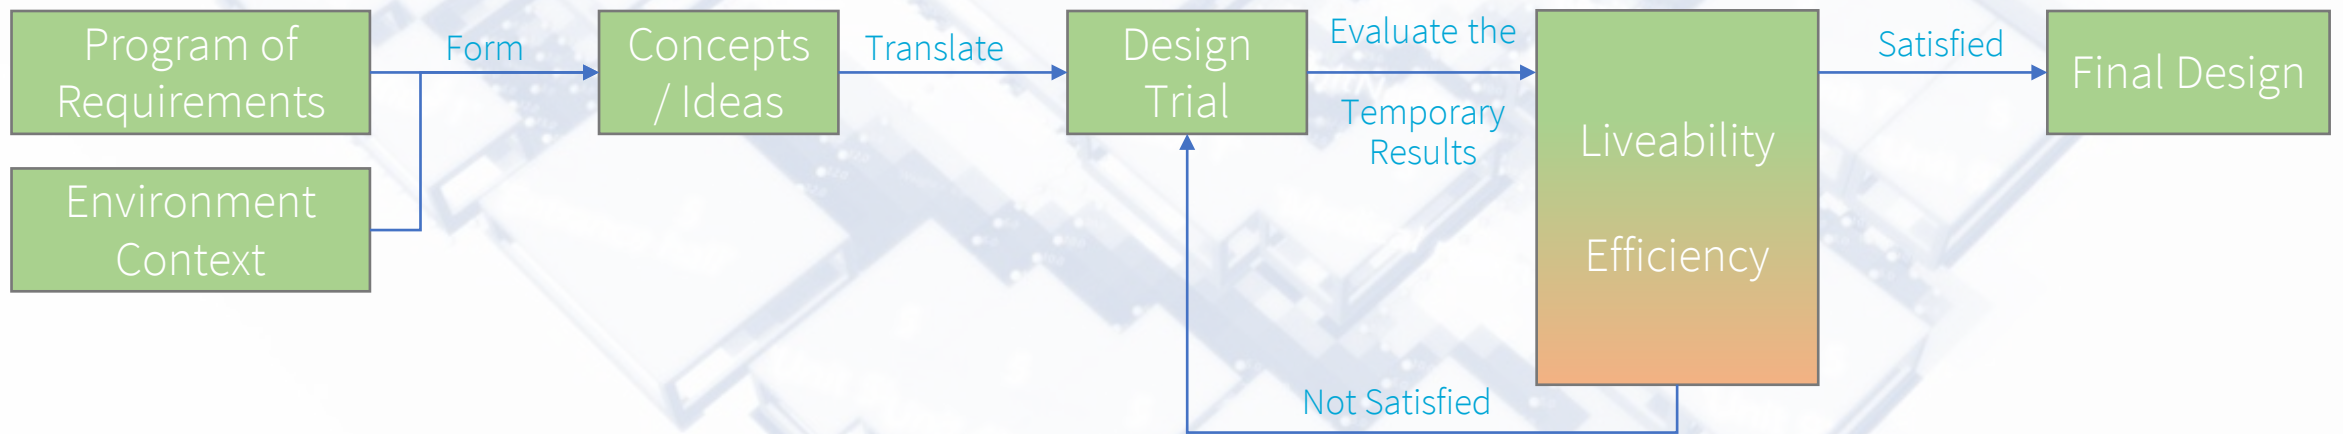 Program of
Requirements
Form
Concepts
/ Ideas
Translate
Design
Trial
Evaluate the
Temporary
Results
Liveability
Efficiency
Satisfied
Final Design
Environment
Context
Not Satisfied